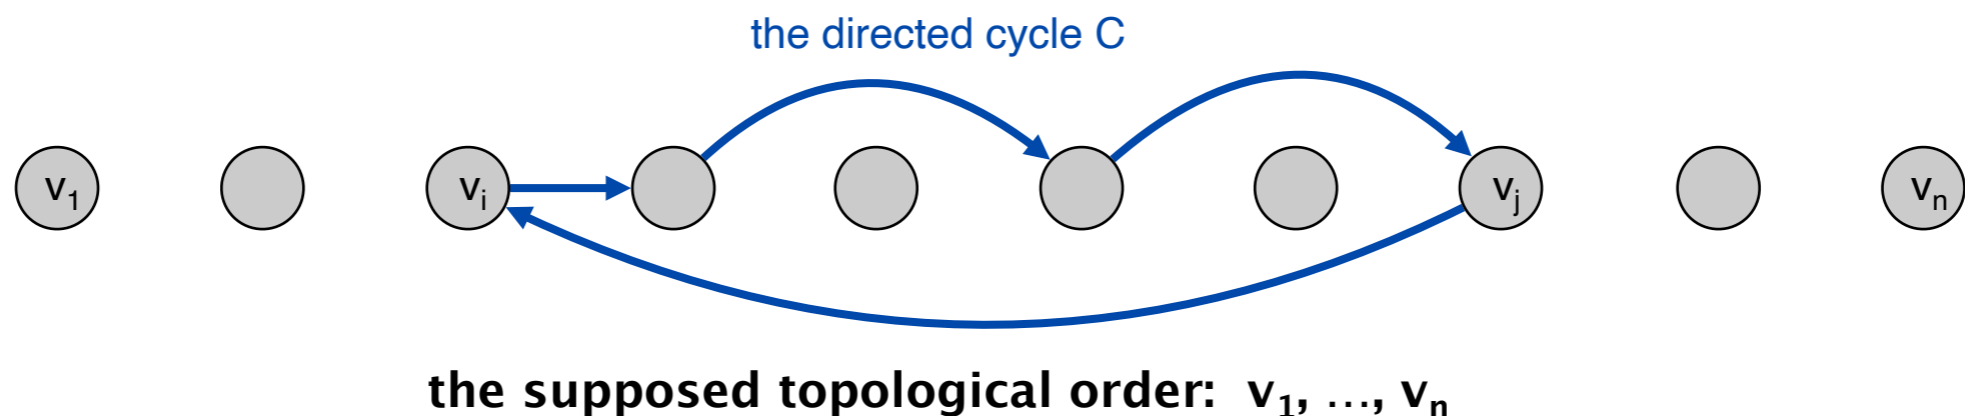 the directed cycle C
v₁ vᵢ vⱼ vₙ
the supposed topological order: v₁, …, vₙ